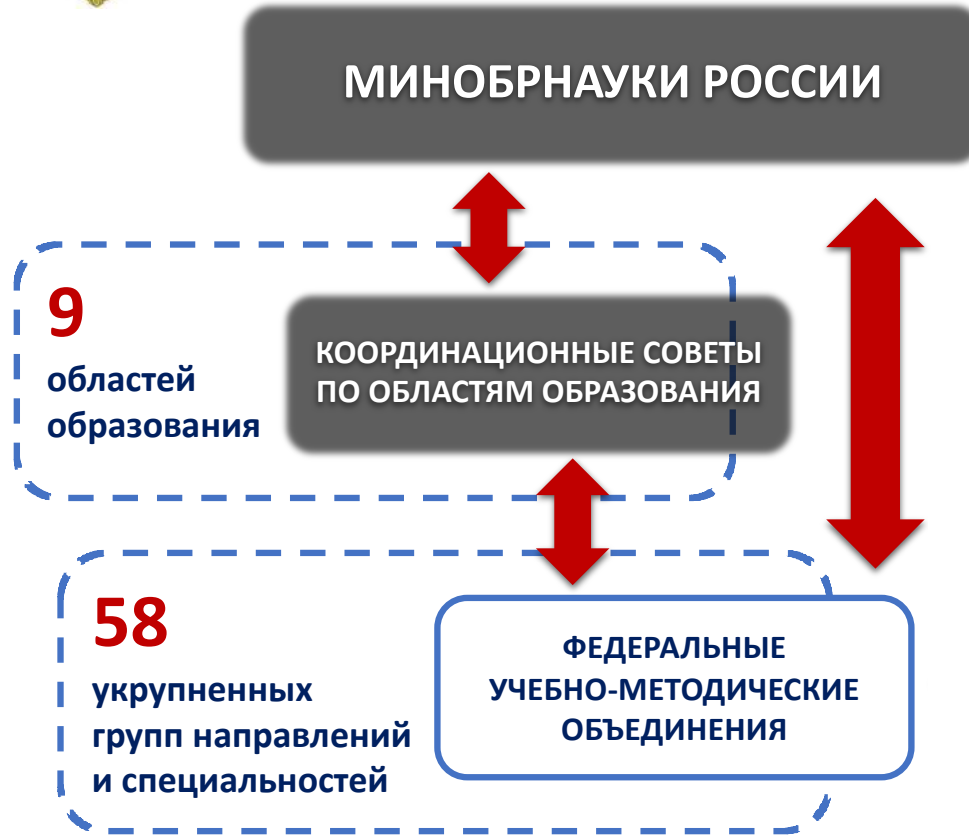 МИНОБРНАУКИ РОССИИ
9
областей
образования
КООРДИНАЦИОННЫЕ СОВЕТЫ
ПО ОБЛАСТЯМ ОБРАЗОВАНИЯ
58
укрупненных
групп направлений
и специальностей
ФЕДЕРАЛЬНЫЕ
УЧЕБНО-МЕТОДИЧЕСКИЕ
ОБЪЕДИНЕНИЯ